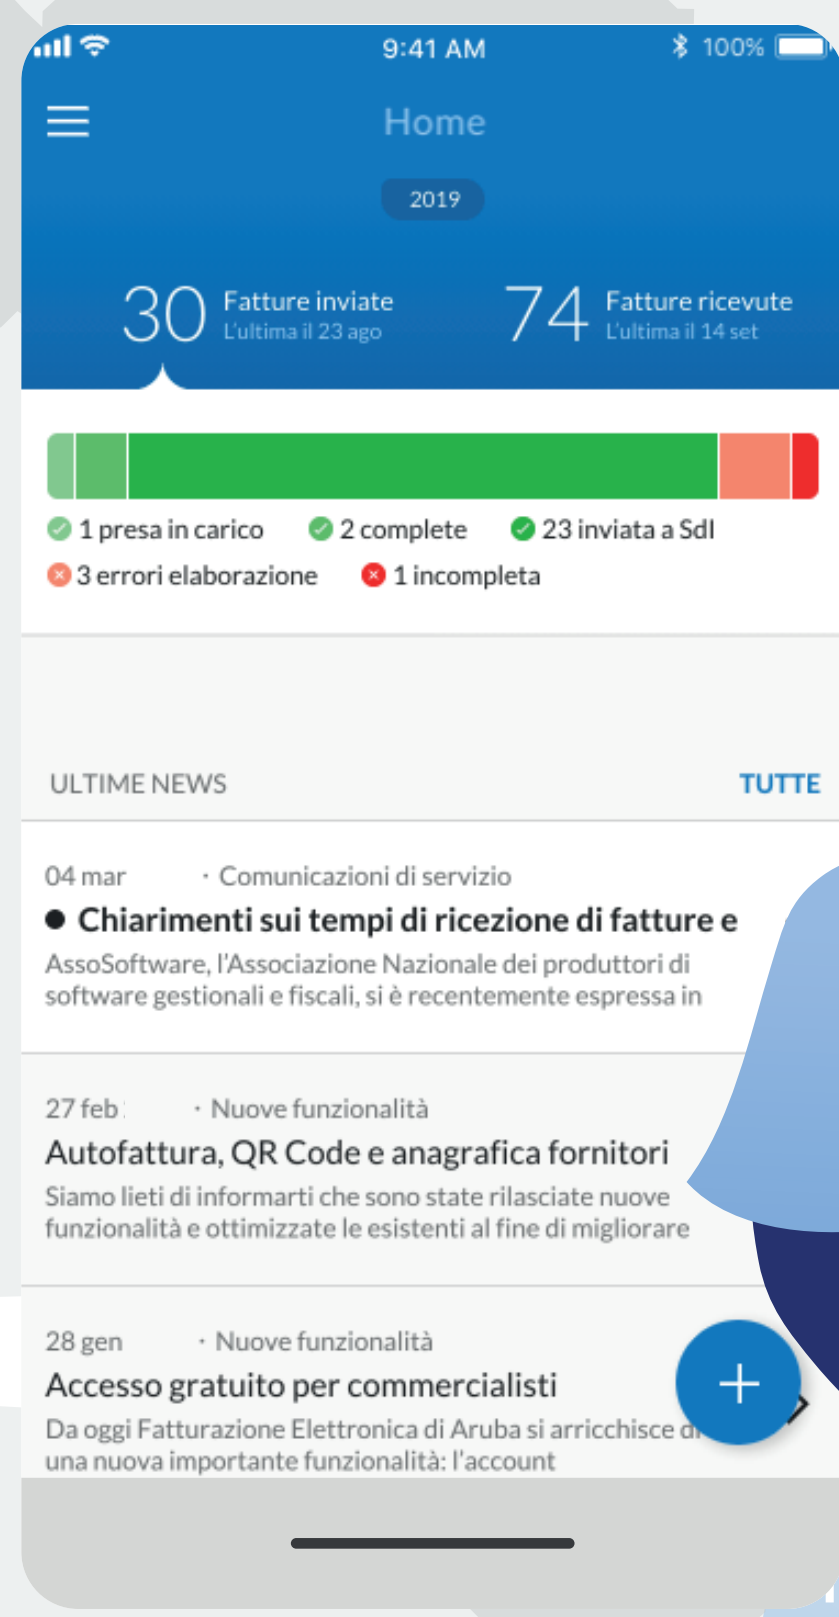 9:41 AM
100%
Home
2019
30 Fatture inviate
L'ultima il 23 ago
74 Fatture ricevute
L'ultima il 14 set
1 presa in carico
2 complete
23 inviata a SdI
3 errori elaborazione
1 incompleta
ULTIME NEWS
TUTTE
04 mar · Comunicazioni di servizio
Chiarimenti sui tempi di ricezione di fatture e
AssoSoftware, l'Associazione Nazionale dei produttori di
software gestionali e fiscali, si è recentemente espressa in
27 feb · Nuove funzionalità
Autofattura, QR Code e anagrafica fornitori
Siamo lieti di informarti che sono state rilasciate nuove
funzionalità e ottimizzate le esistenti al fine di migliorare
28 gen · Nuove funzionalità
Accesso gratuito per commercialisti
Da oggi Fatturazione Elettronica di Aruba si arricchisce di
una nuova importante funzionalità: l'account